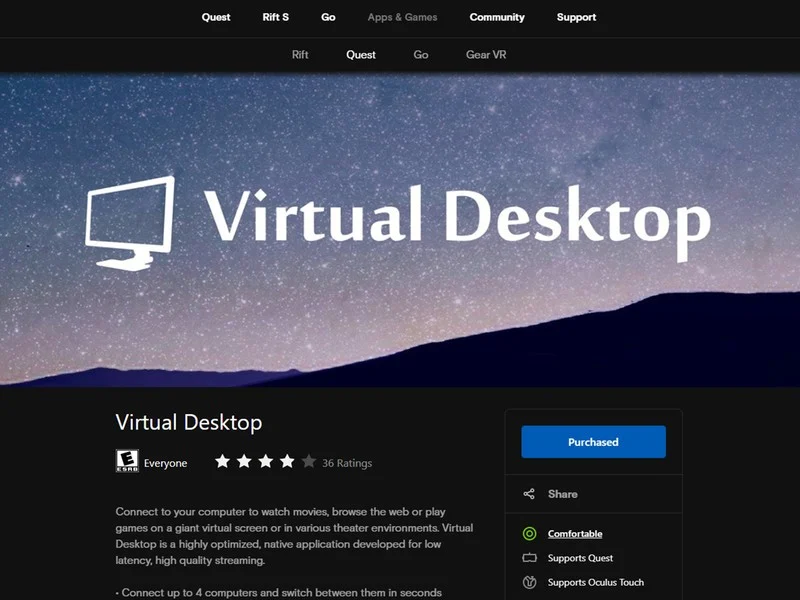 Quest Rift S Go Apps & Games Community Support
Rift Quest Go Gear VR
Virtual Desktop
Virtual Desktop
E
ESRB
Everyone
36 Ratings
Connect to your computer to watch movies, browse the web or play
games on a giant virtual screen or in various theater environments. Virtual
Desktop is a highly optimized, native application developed for low
latency, high quality streaming.
• Connect up to 4 computers and switch between them in seconds
Purchased
Share
Comfortable
Supports Quest
Supports Oculus Touch